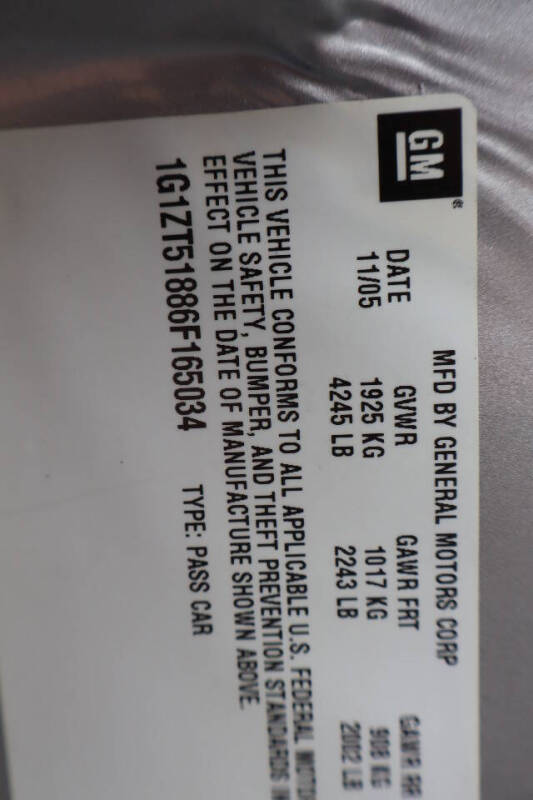 GM
®
MFD BY GENERAL MOTORS CORP
DATE GVWR GAWR FRT GAWR RR
11/05 1925 KG 1017 KG 908 KG
4245 LB 2243 LB 2002 LB
THIS VEHICLE CONFORMS TO ALL APPLICABLE U.S. FEDERAL
VEHICLE SAFETY, BUMPER, AND THEFT PREVENTION STANDARDS
EFFECT ON THE DATE OF MANUFACTURE SHOWN ABOVE.
1G1ZT51886F165034 TYPE: PASS CAR